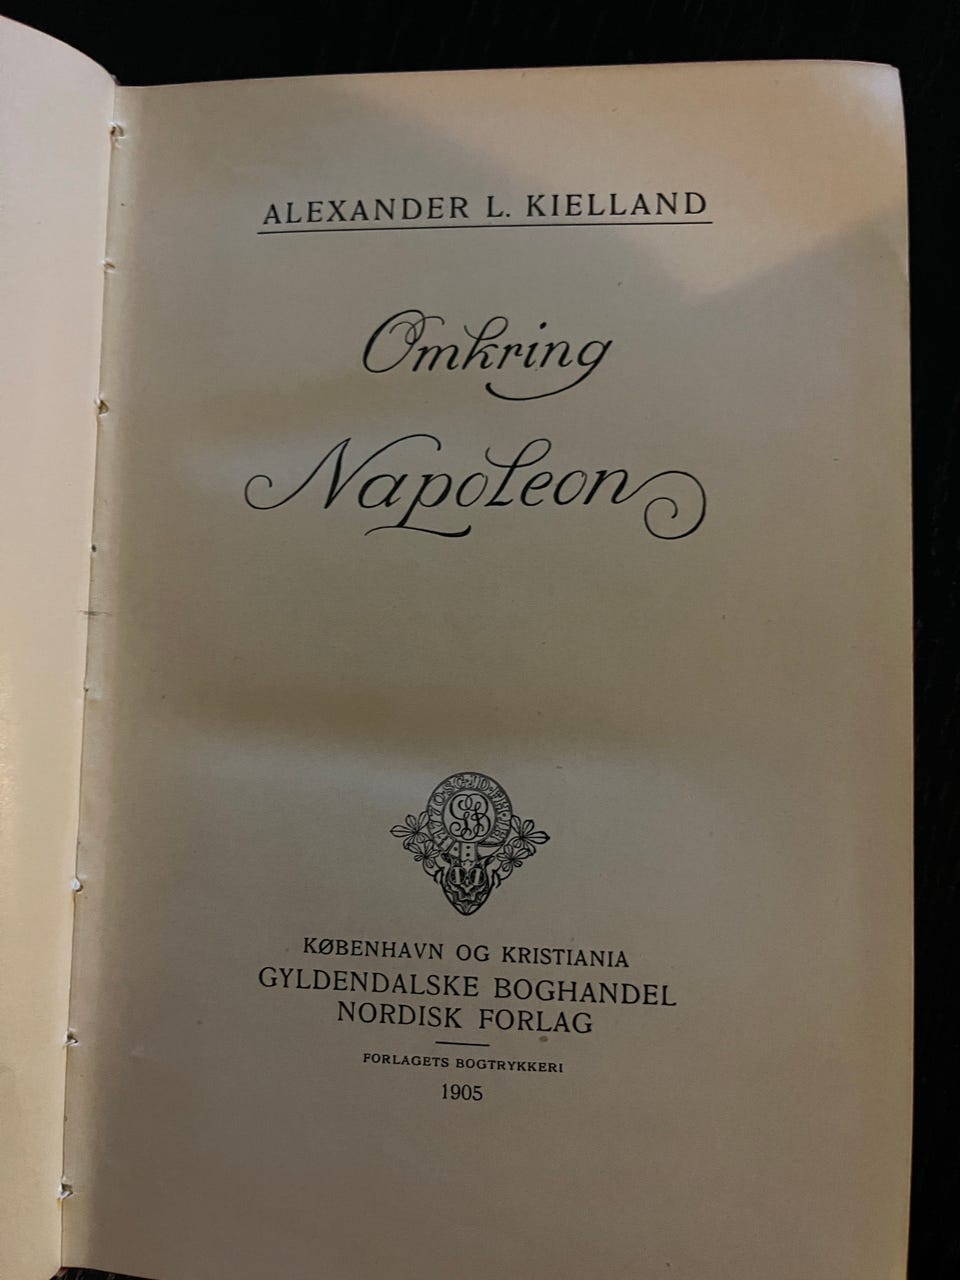 ALEXANDER L. KIELLAND
Omkring
Napoleon
KØBENHAVN OG KRISTIANIA
GYLDENDALSKE BOGHANDEL
NORDISK FORLAG
FORLAGETS BOGTRYKKERI
1905